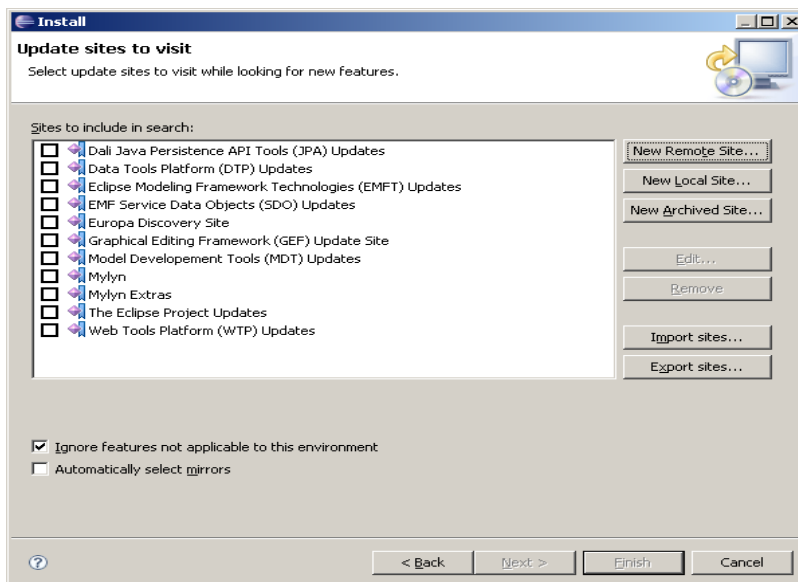 Install
Update sites to visit
Select update sites to visit while looking for new features.
Sites to include in search:
Dali Java Persistence API Tools (JPA) Updates
Data Tools Platform (DTP) Updates
Eclipse Modeling Framework Technologies (EMFT) Updates
EMF Service Data Objects (SDO) Updates
Europa Discovery Site
Graphical Editing Framework (GEF) Update Site
Model Developement Tools (MDT) Updates
Mylyn
Mylyn Extras
The Eclipse Project Updates
Web Tools Platform (WTP) Updates
New Remote Site...
New Local Site...
New Archived Site...
Edit...
Remove
Import sites...
Export sites...
Ignore features not applicable to this environment
Automatically select mirrors
?
< Back
Next >
Finish
Cancel